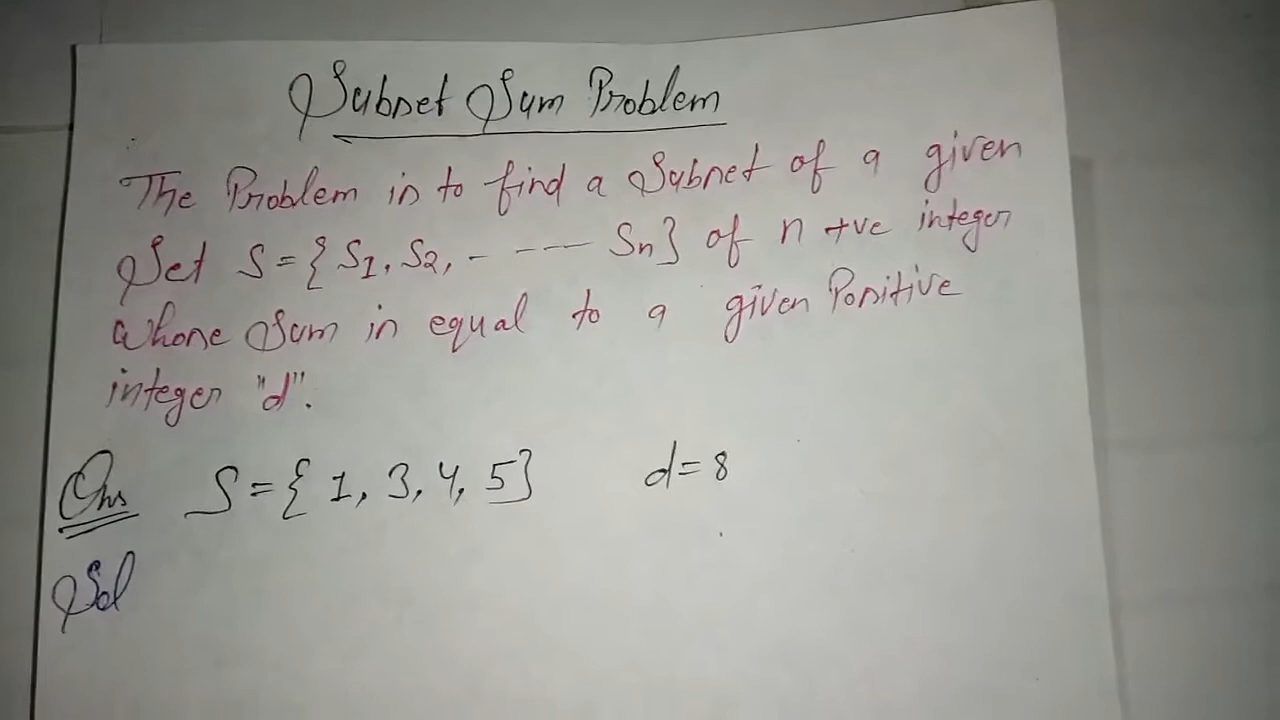 Subset Sum Problem
The Problem is to find a Subset of a given
Set S={S1, S2, - ---- Sn} of n +ve integer
whose Sum is equal to a given Positive
integer "d".
Qns S={1, 3, 4, 5} d=8
Sol